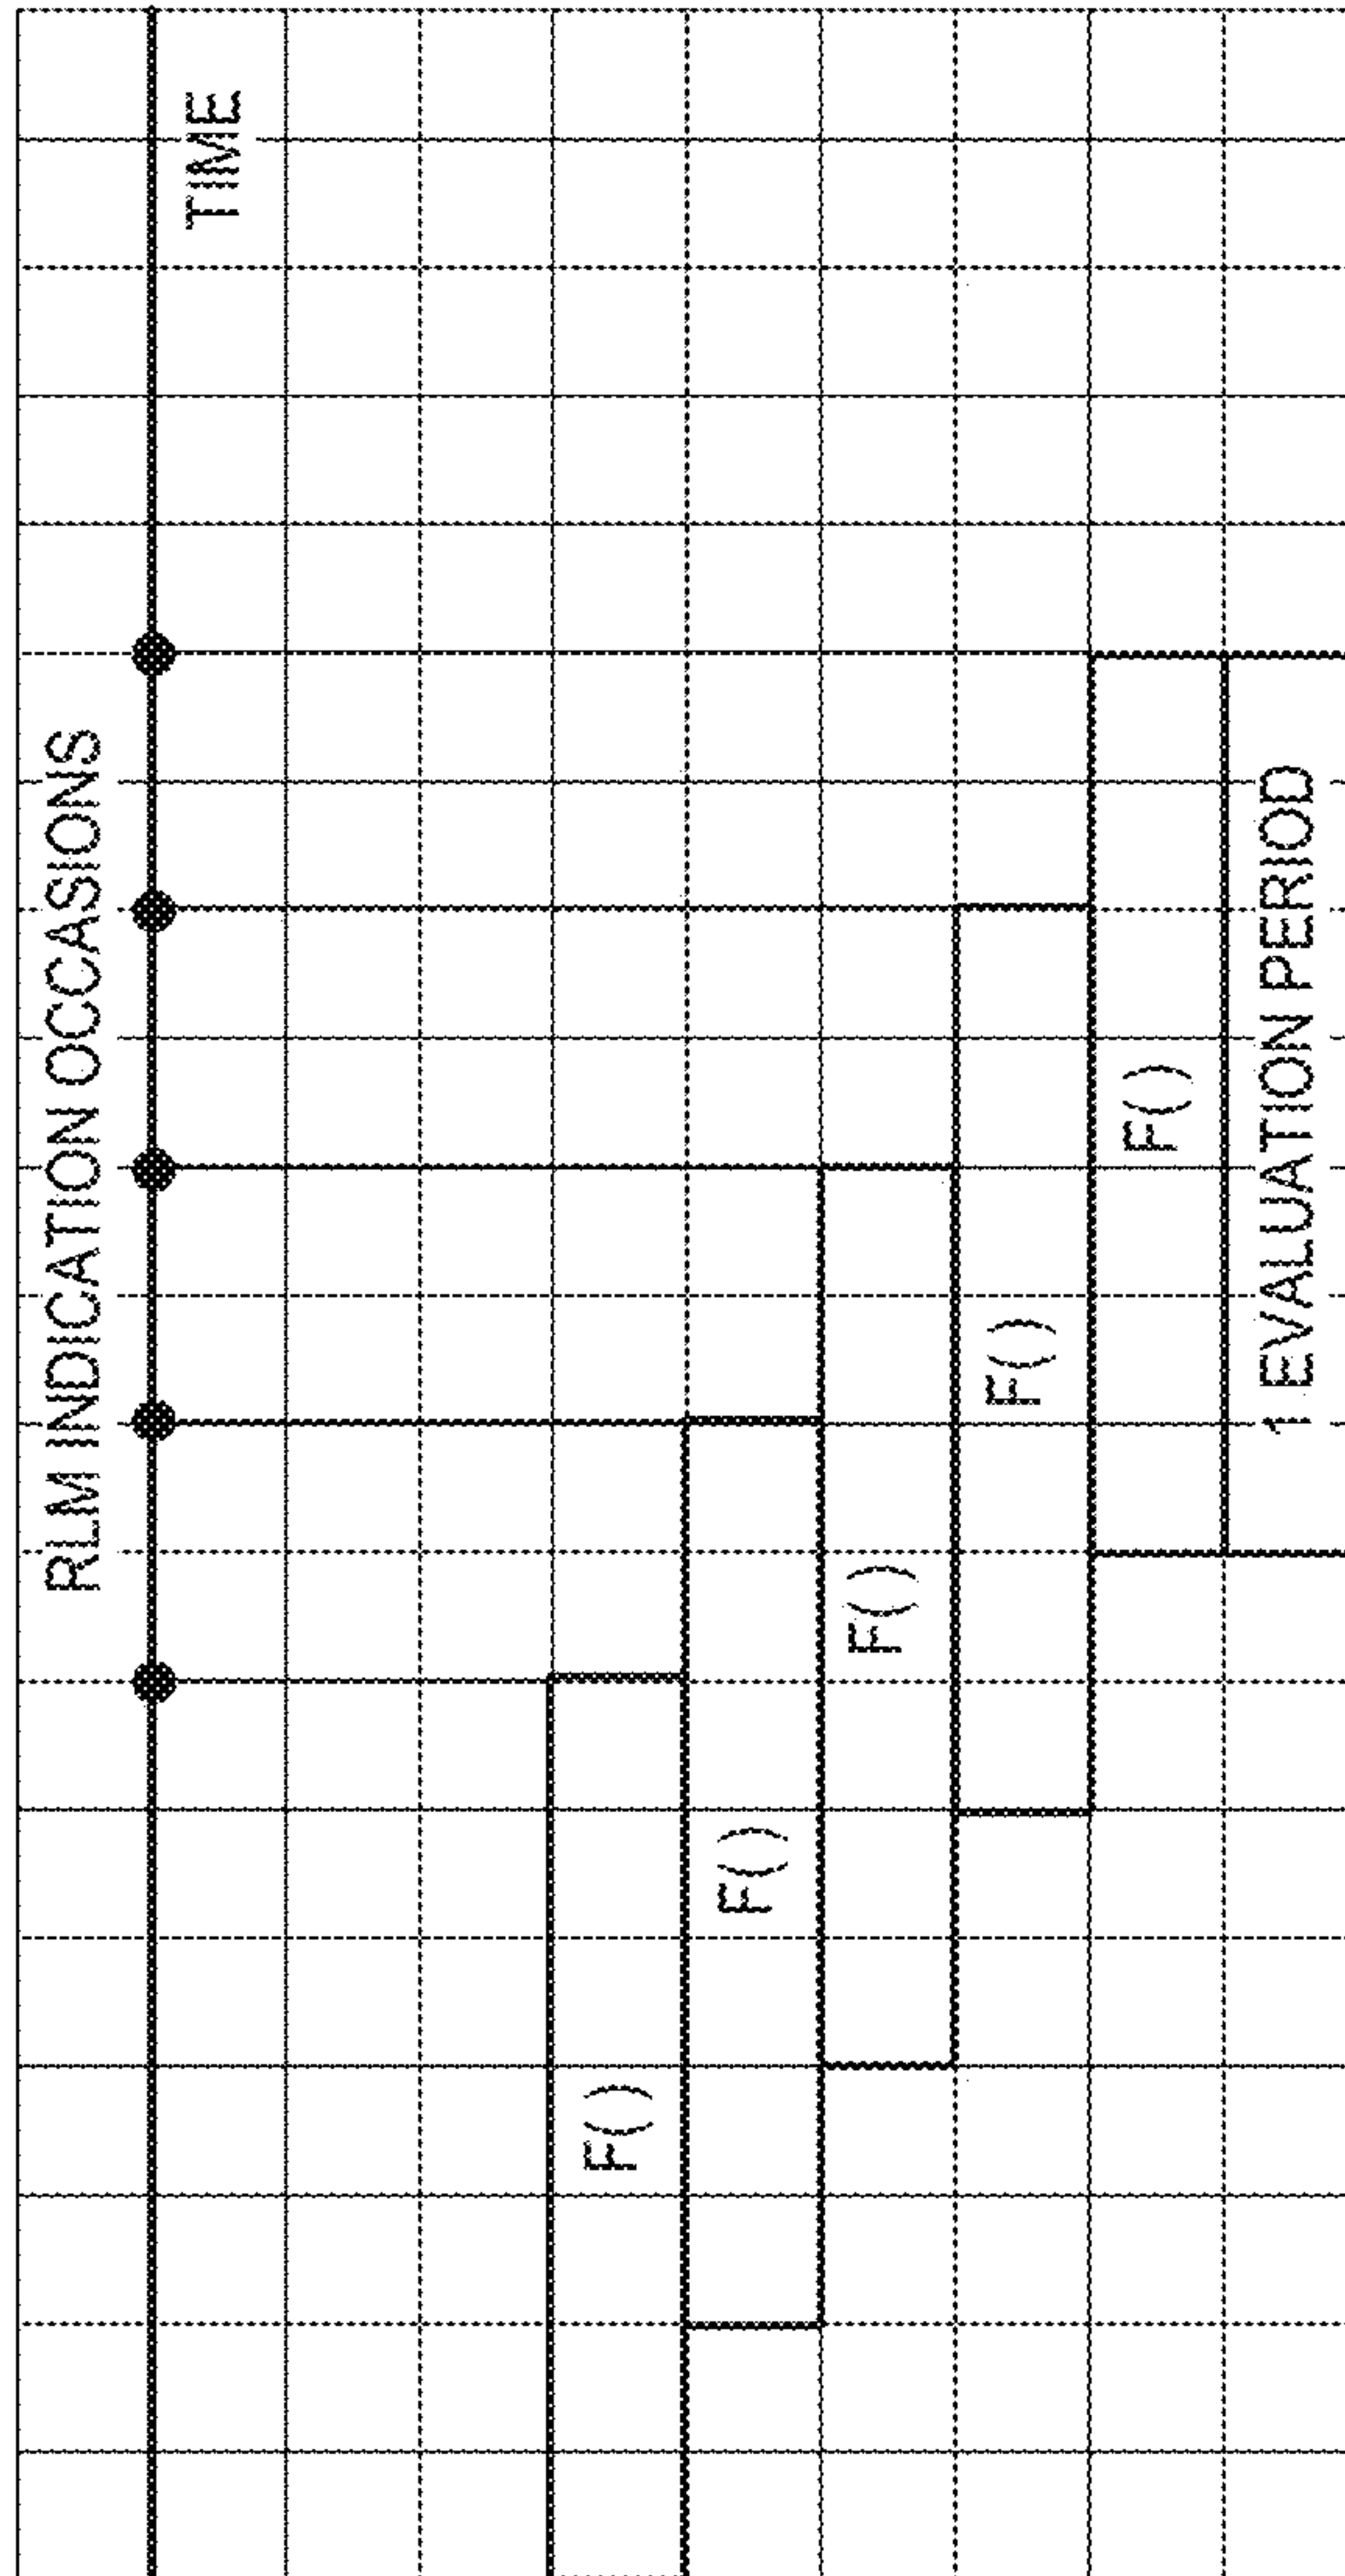 RLM INDICATION OCCASIONS
TIME
F()
F()
F()
F()
F()
1 EVALUATION PERIOD